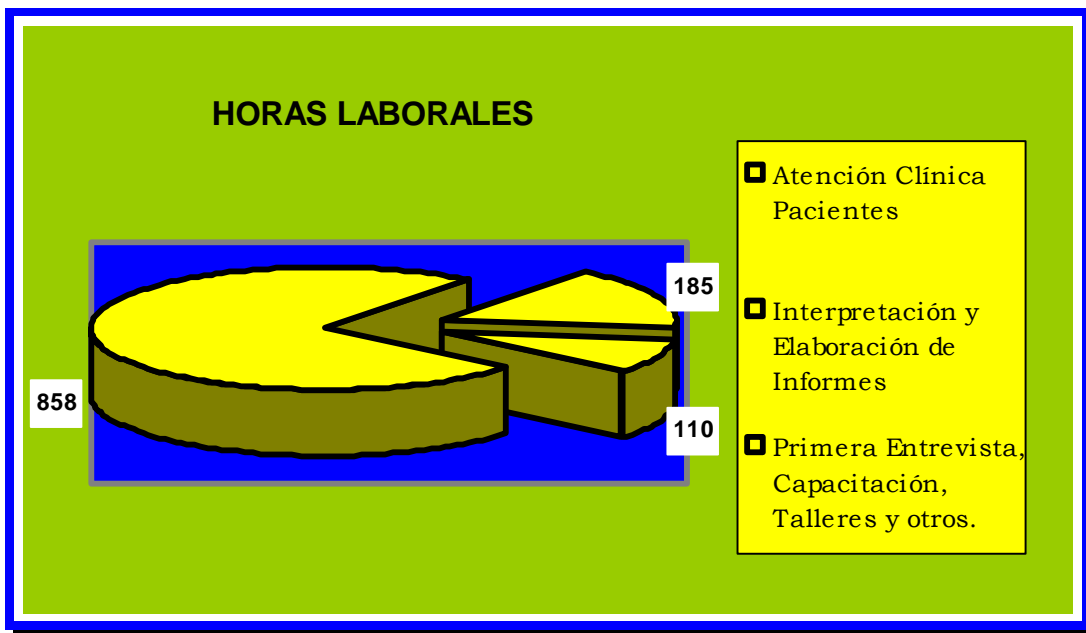 HORAS LABORALES
185
858
110
Atención Clínica
Pacientes
Interpretación y
Elaboración de
Informes
Primera Entrevista,
Capacitación,
Talleres y otros.